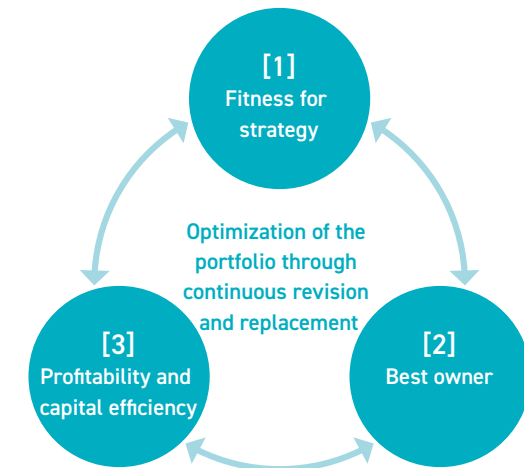 [1]
Fitness for
strategy
Optimization of the
portfolio through
continuous revision
and replacement
[3]
Profitability and
capital efficiency
[2]
Best owner